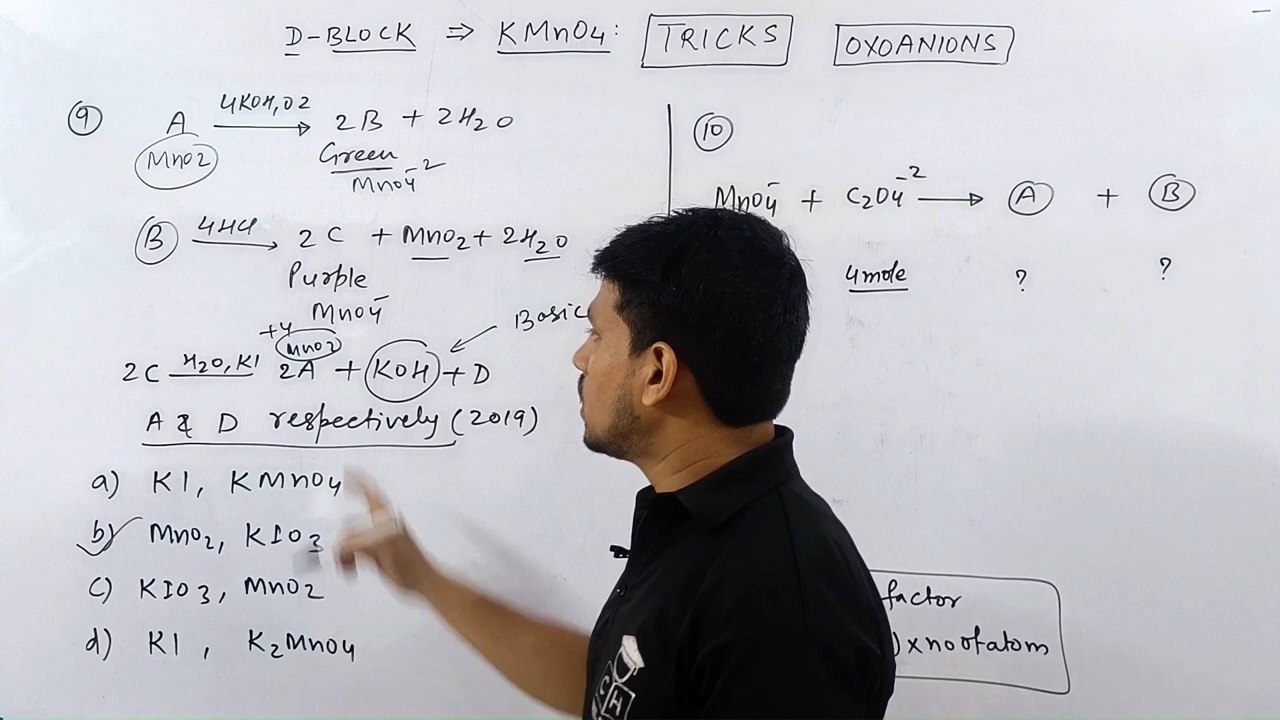 D-BLOCK ⇒ KMnO4: TRICKS OXOANIONS
9 A 4KOH, O2 → 2B + 2H2O
MnO2 Green
MnO4-2
B 4HCl → 2C + MnO2 + 2H2O
Purple
MnO4-
+4 MnO2 Basic
2C H2O, KI 2A + KOH + D
A & D respectively (2019)
a) KI, KMnO4
b) MnO2, KIO3
c) KIO3, MnO2
d) KI, K2MnO4
10
MnO4- + C2O4-2 → A + B
4mole ? ?
factor
) x no of atom
C H